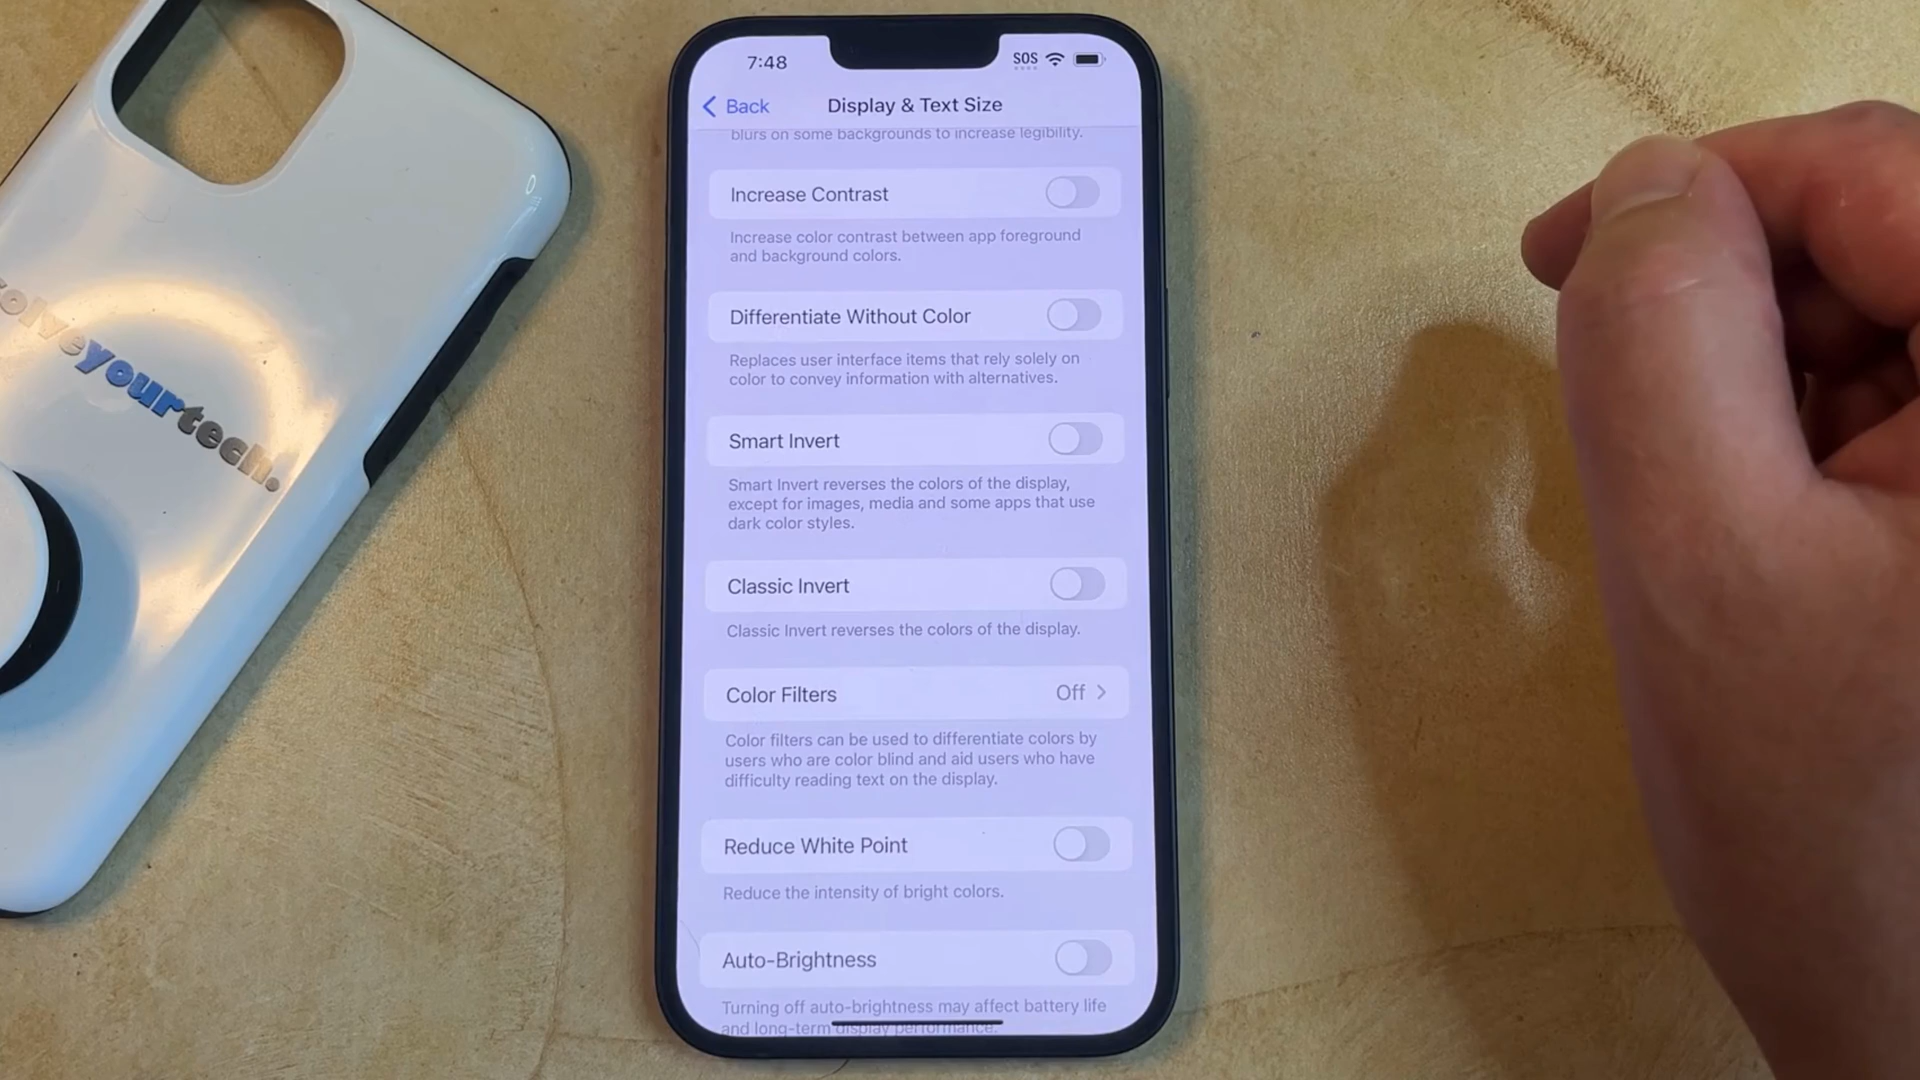 solveyourtech.
7:48
SOS
Back
Display & Text Size
blurs on some backgrounds to increase legibility.
Increase Contrast
Increase color contrast between app foreground
and background colors.
Differentiate Without Color
Replaces user interface items that rely solely on
color to convey information with alternatives.
Smart Invert
Smart Invert reverses the colors of the display,
except for images, media and some apps that use
dark color styles.
Classic Invert
Classic Invert reverses the colors of the display.
Color Filters Off
Color filters can be used to differentiate colors by
users who are color blind and aid users who have
difficulty reading text on the display.
Reduce White Point
Reduce the intensity of bright colors.
Auto-Brightness
Turning off auto-brightness may affect battery life
and long-term display performance.